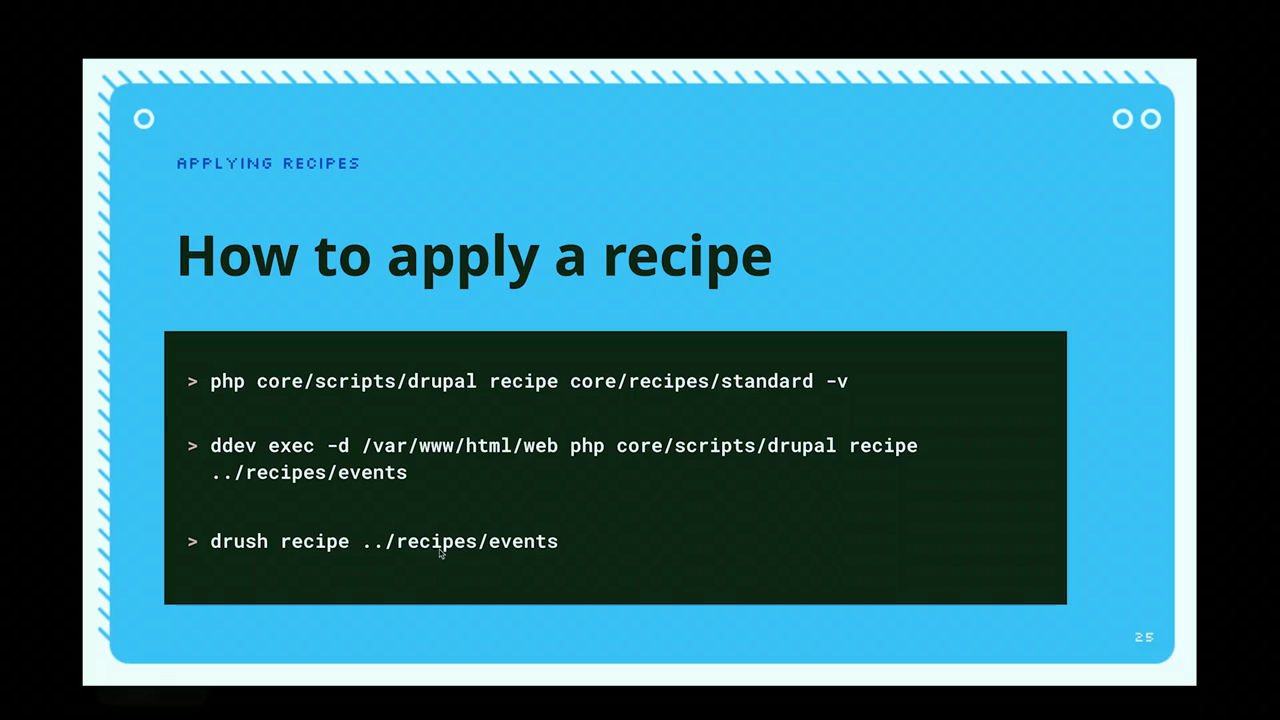 APPLYING RECIPES
How to apply a recipe
> php core/scripts/drupal recipe core/recipes/standard -v
> ddev exec -d /var/www/html/web php core/scripts/drupal recipe
../recipes/events
> drush recipe ../recipes/events
25